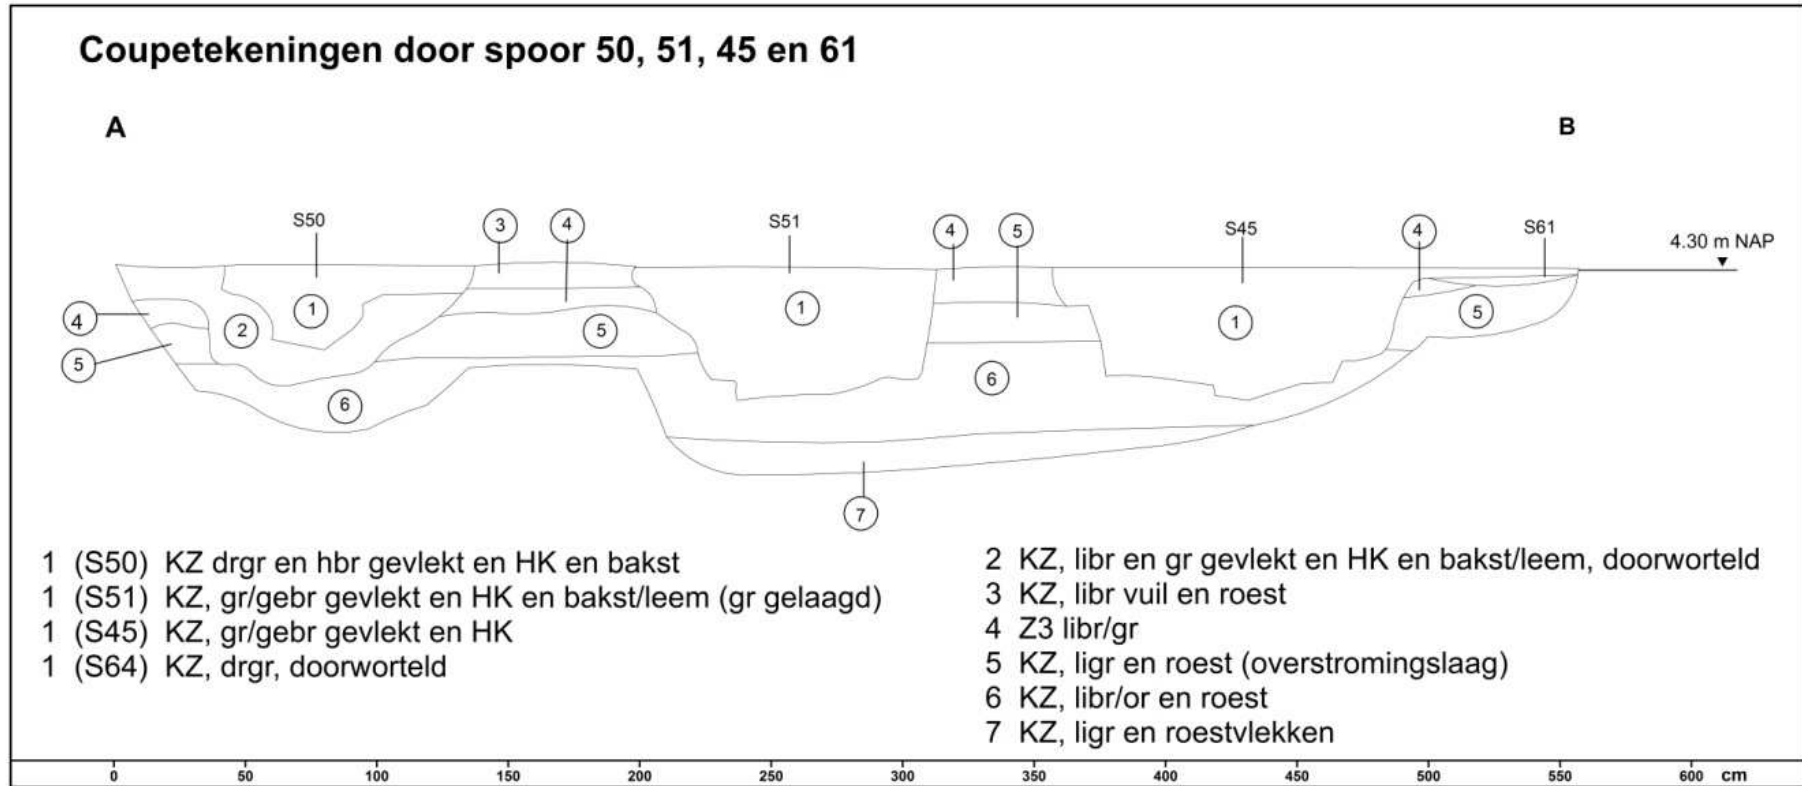 Coupetekeningen door spoor 50, 51, 45 en 61
A
B
S50
3
4
S51
4
5
S45
4
S61
4.30 m NAP
1
1
1
5
4
2
5
5
6
6
7
1 (S50) KZ drgr en hbr gevlekt en HK en bakst
1 (S51) KZ, gr/gebr gevlekt en HK en bakst/leem (gr gelaagd)
1 (S45) KZ, gr/gebr gevlekt en HK
1 (S64) KZ, drgr, doorworteld
2 KZ, libr en gr gevlekt en HK en bakst/leem, doorworteld
3 KZ, libr vuil en roest
4 Z3 libr/gr
5 KZ, ligr en roest (overstromingslaag)
6 KZ, libr/or en roest
7 KZ, ligr en roestvlekken
0 50 100 150 200 250 300 350 400 450 500 550 600 cm